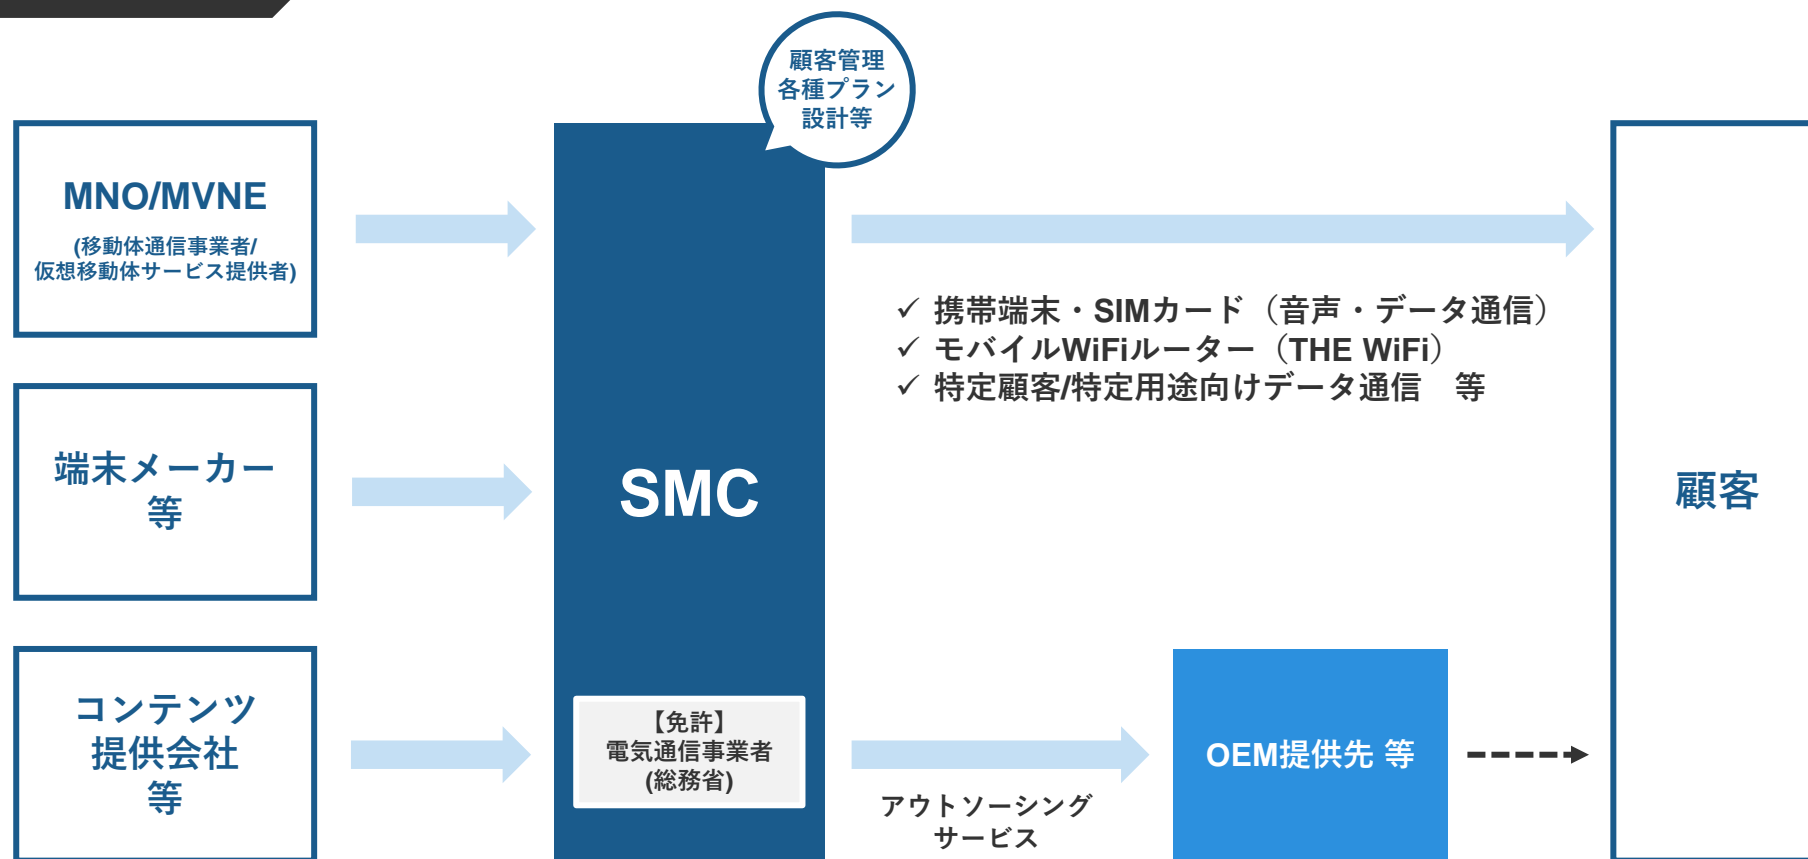 顧客管理
各種プラン
設計等
MNO/MVNE
(移動体通信事業者/
仮想移動体サービス提供者)
端末メーカー
等
コンテンツ
提供会社
等
SMC
【免許】
電気通信事業者
(総務省)
✓ 携帯端末・SIMカード（音声・データ通信）
✓ モバイルWiFiルーター（THE WiFi）
✓ 特定顧客/特定用途向けデータ通信　等
アウトソーシング
サービス
OEM提供先 等
顧客